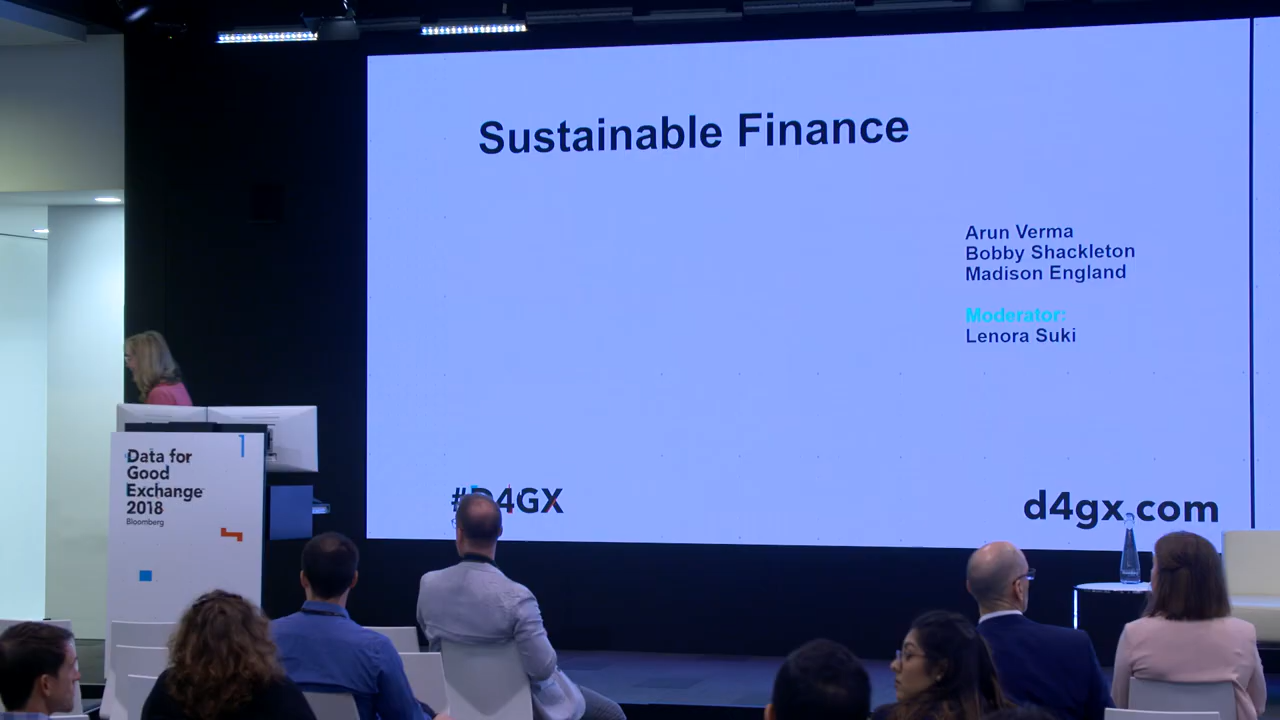 Sustainable Finance
Arun Verma
Bobby Shackleton
Madison England
Moderator:
Lenora Suki
#D4GX
d4gx.com
Data for
Good
Exchange
2018
Bloomberg